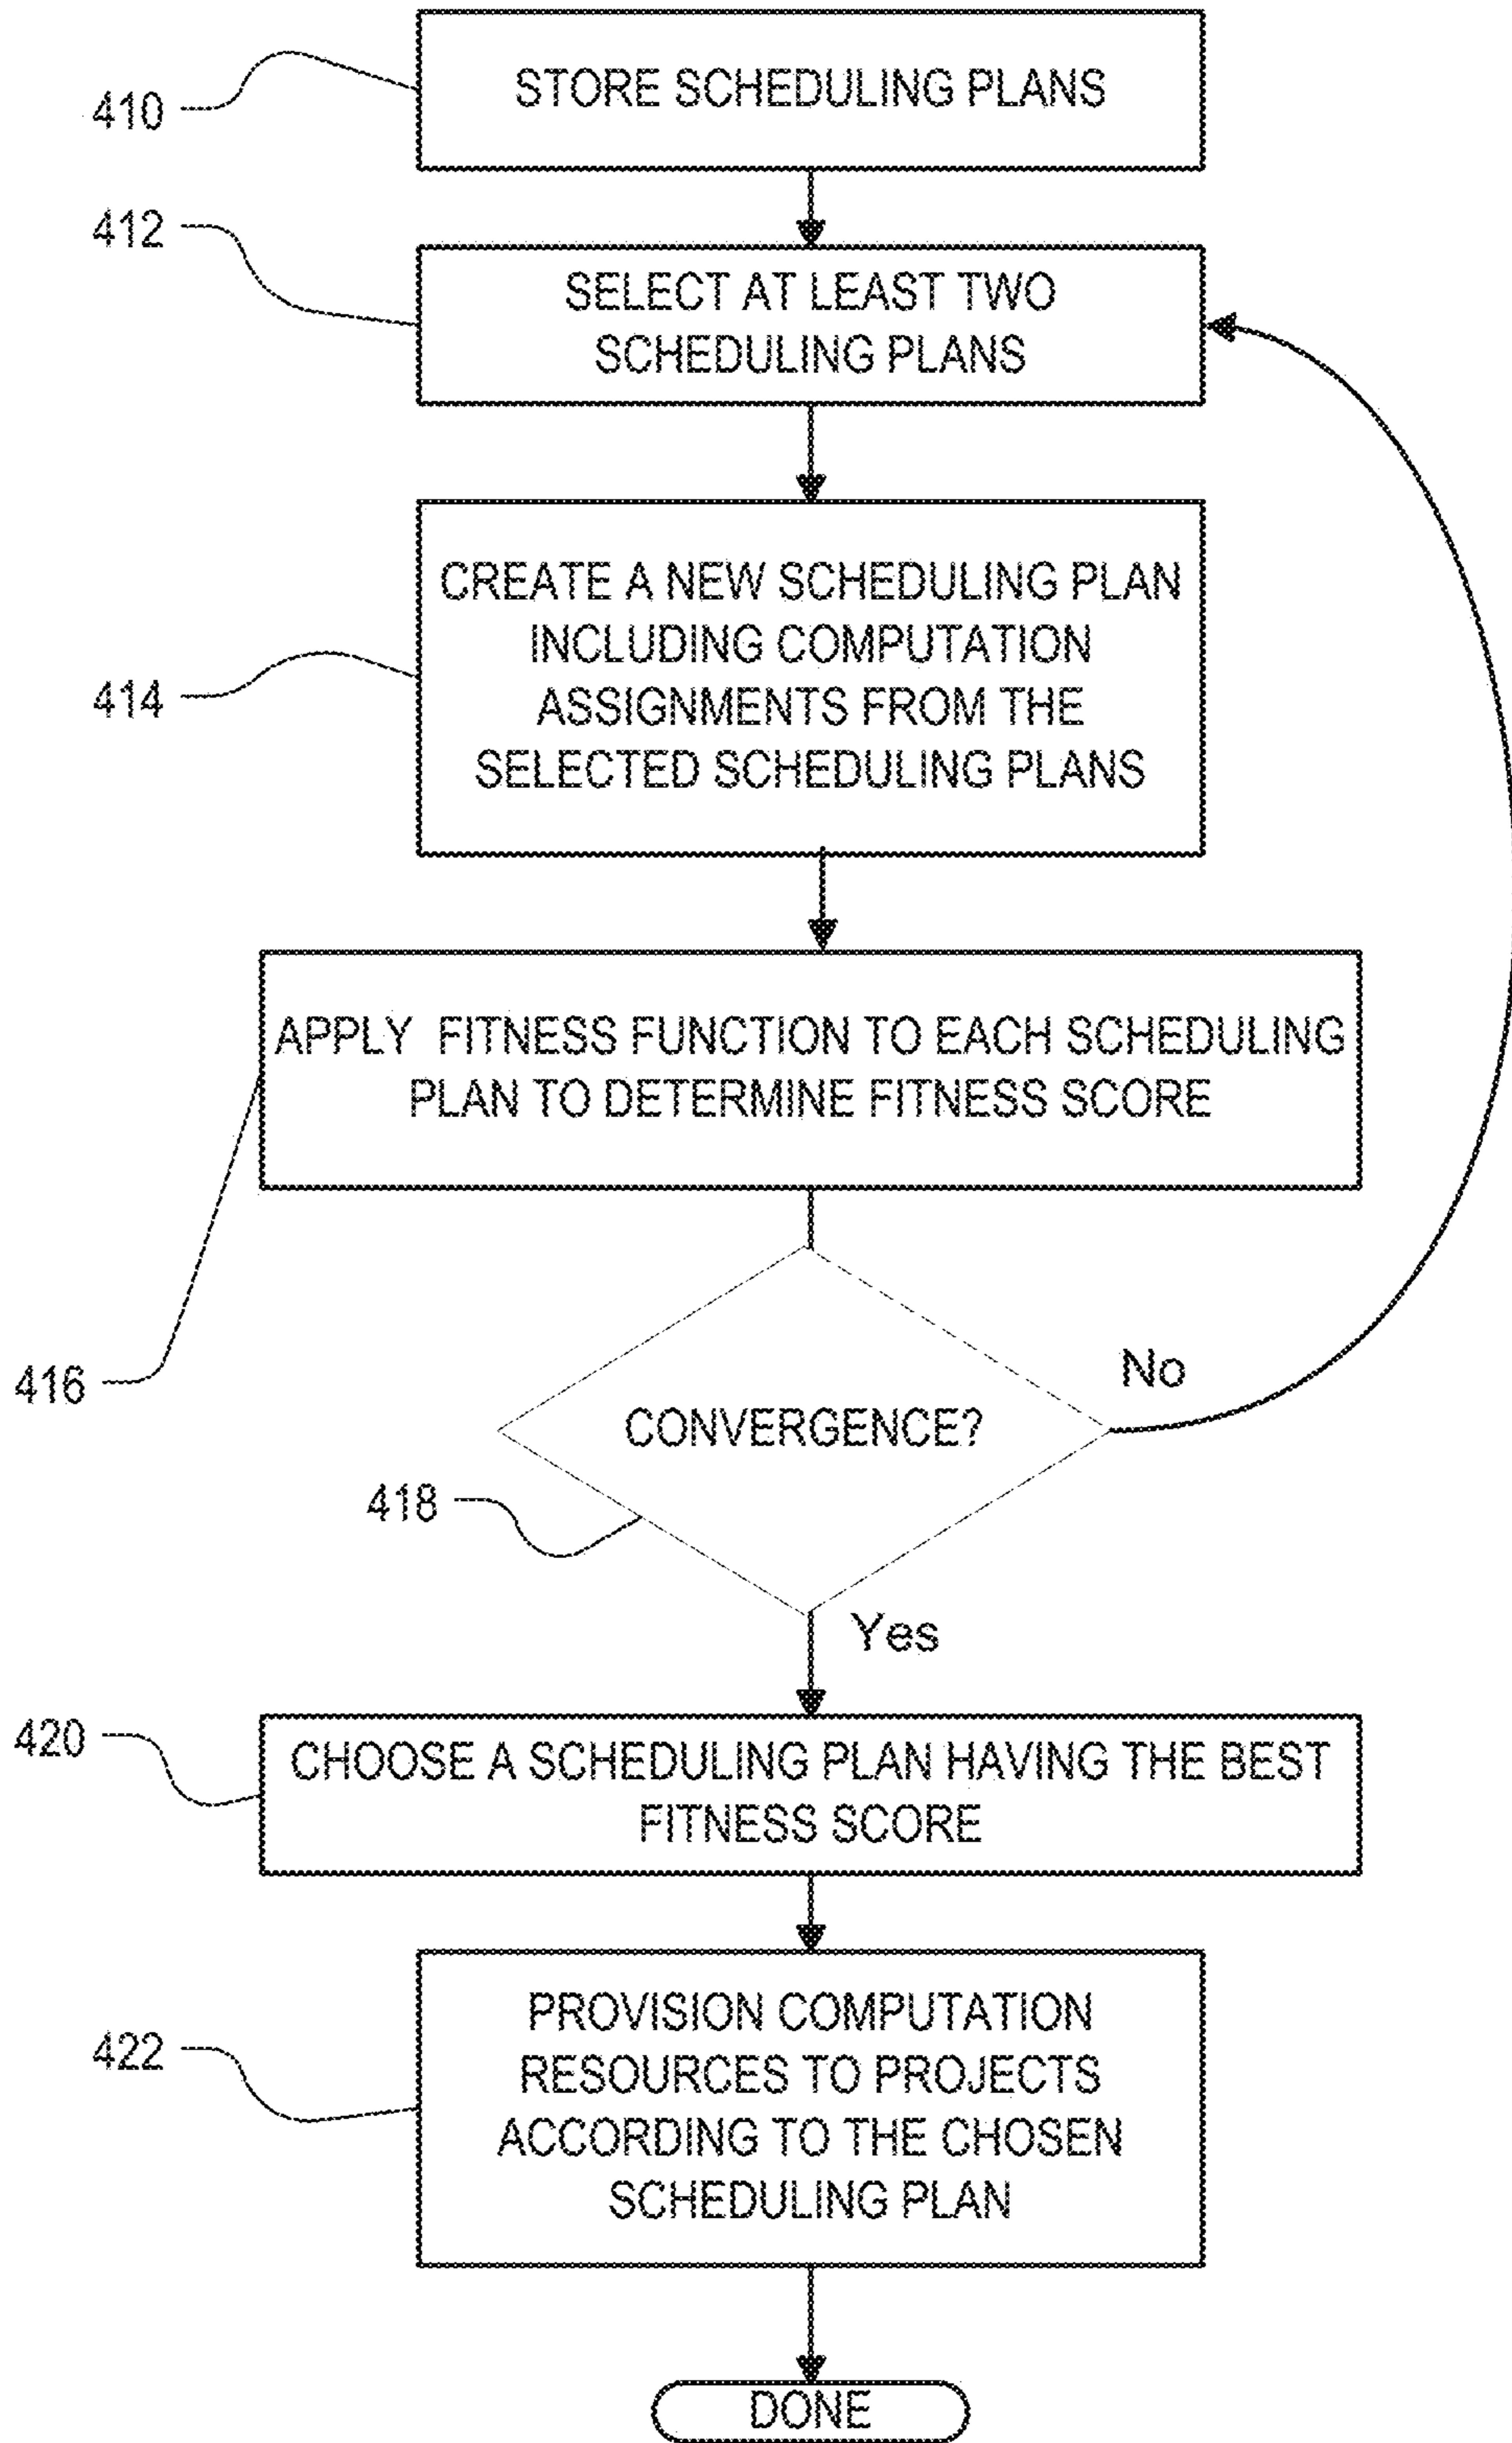 410
STORE SCHEDULING PLANS
412
SELECT AT LEAST TWO
SCHEDULING PLANS
414
CREATE A NEW SCHEDULING PLAN
INCLUDING COMPUTATION
ASSIGNMENTS FROM THE
SELECTED SCHEDULING PLANS
APPLY FITNESS FUNCTION TO EACH SCHEDULING
PLAN TO DETERMINE FITNESS SCORE
416
No
CONVERGENCE?
418
Yes
420
CHOOSE A SCHEDULING PLAN HAVING THE BEST
FITNESS SCORE
422
PROVISION COMPUTATION
RESOURCES TO PROJECTS
ACCORDING TO THE CHOSEN
SCHEDULING PLAN
DONE